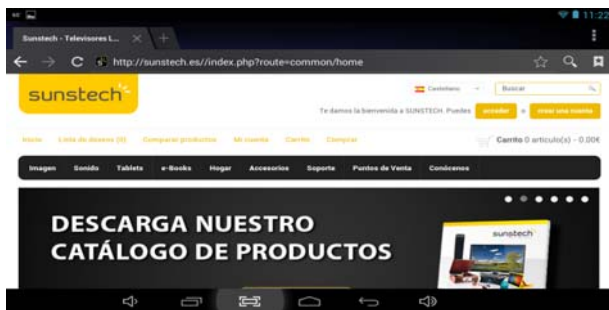 11:22
Sunstech - Televisores L...
http://sunstech.es//index.php?route=common/home
sunstech
Castellano
Buscar
Te damos la bienvenida a SUNSTECH. Puedes acceder o crear una cuenta
Inicio Lista de deseos (0) Comparar productos Mi cuenta Carrito Comprar
Carrito 0 artículo(s) - 0.00€
Imagen Sonido Tablets e-Books Hogar Accesorios Soporte Puntos de Venta Conócenos
DESCARGA NUESTRO
CATÁLOGO DE PRODUCTOS
sunstech